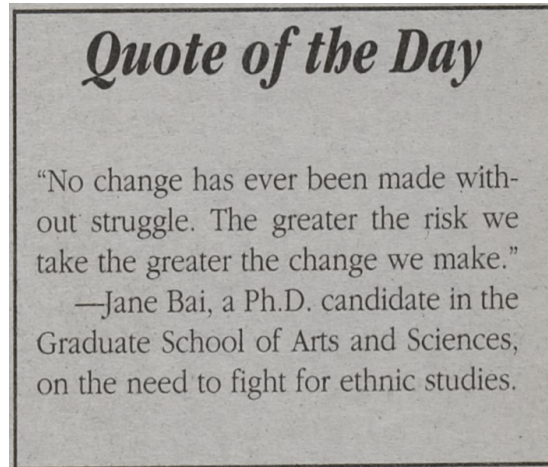 Quote of the Day
“No change has ever been made with-
out struggle. The greater the risk we
take the greater the change we make.”
—Jane Bai, a Ph.D. candidate in the
Graduate School of Arts and Sciences,
on the need to fight for ethnic studies.